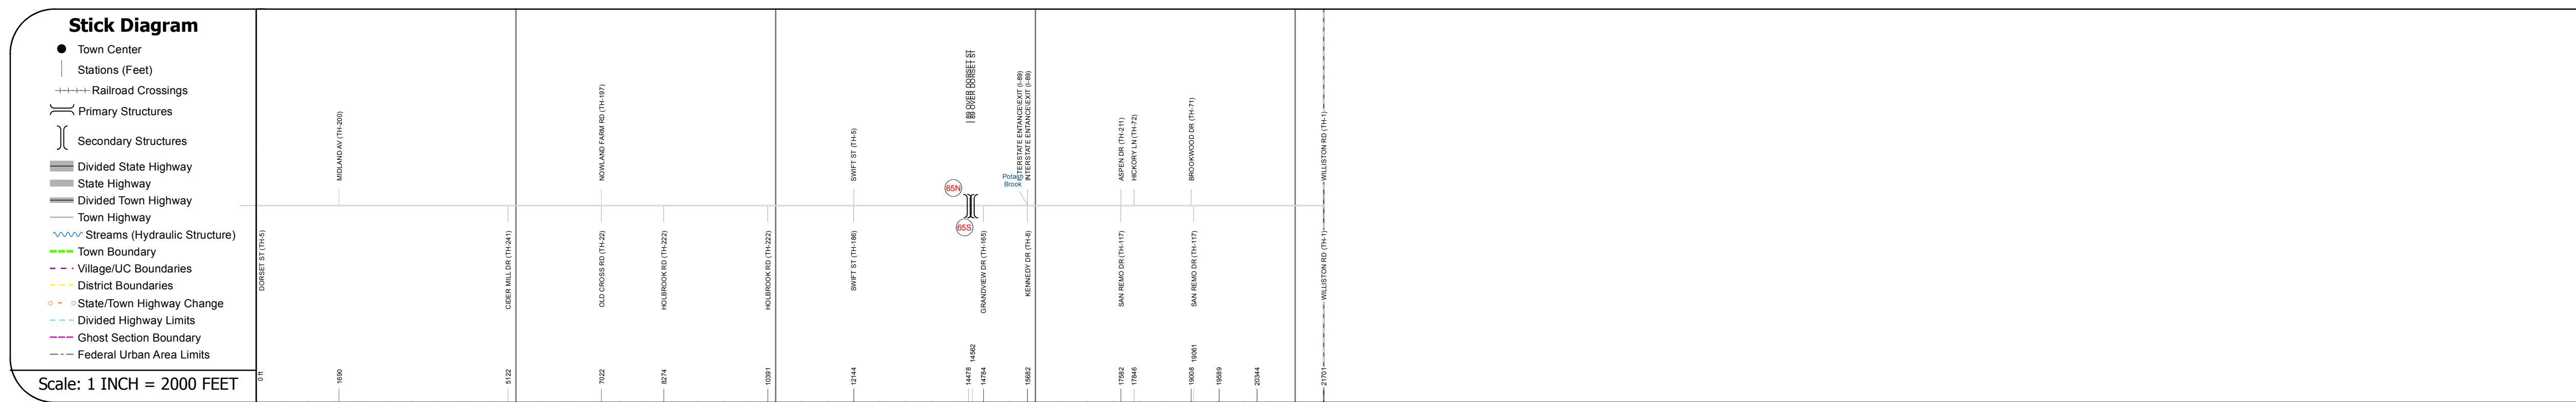 Stick Diagram
Town Center
Stations (Feet)
Railroad Crossings
Primary Structures
Secondary Structures
Divided State Highway
State Highway
Divided Town Highway
Town Highway
Streams (Hydraulic Structure)
Town Boundary
Village/UC Boundaries
District Boundaries
State/Town Highway Change
Divided Highway Limits
Ghost Section Boundary
Federal Urban Area Limits
Scale: 1 INCH = 2000 FEET
MIDLAND AV (TH-200)
NOWLAND FARM RD (TH-197)
SWIFT ST (TH-5)
I 89 OVER DORSET ST
I 89 OVER DORSET ST
INTERSTATE ENTANCE\EXIT (I-89)
INTERSTATE ENTANCE\EXIT (I-89)
ASPEN DR (TH-211)
HICKORY LN (TH-72)
BROOKWOOD DR (TH-71)
WILLISTON RD (TH-1)
Potash
Brook
65N
65S
DORSET ST (TH-5)
CIDER MILL DR (TH-241)
OLD CROSS RD (TH-22)
HOLBROOK RD (TH-222)
HOLBROOK RD (TH-222)
SWIFT ST (TH-186)
GRANDVIEW DR (TH-165)
KENNEDY DR (TH-8)
SAN REMO DR (TH-117)
SAN REMO DR (TH-117)
WILLISTON RD (TH-1)
0 ft
1690
5122
7022
8274
10391
12144
14478
14562
14784
15682
17582
17846
19008
19061
19589
20344
21701